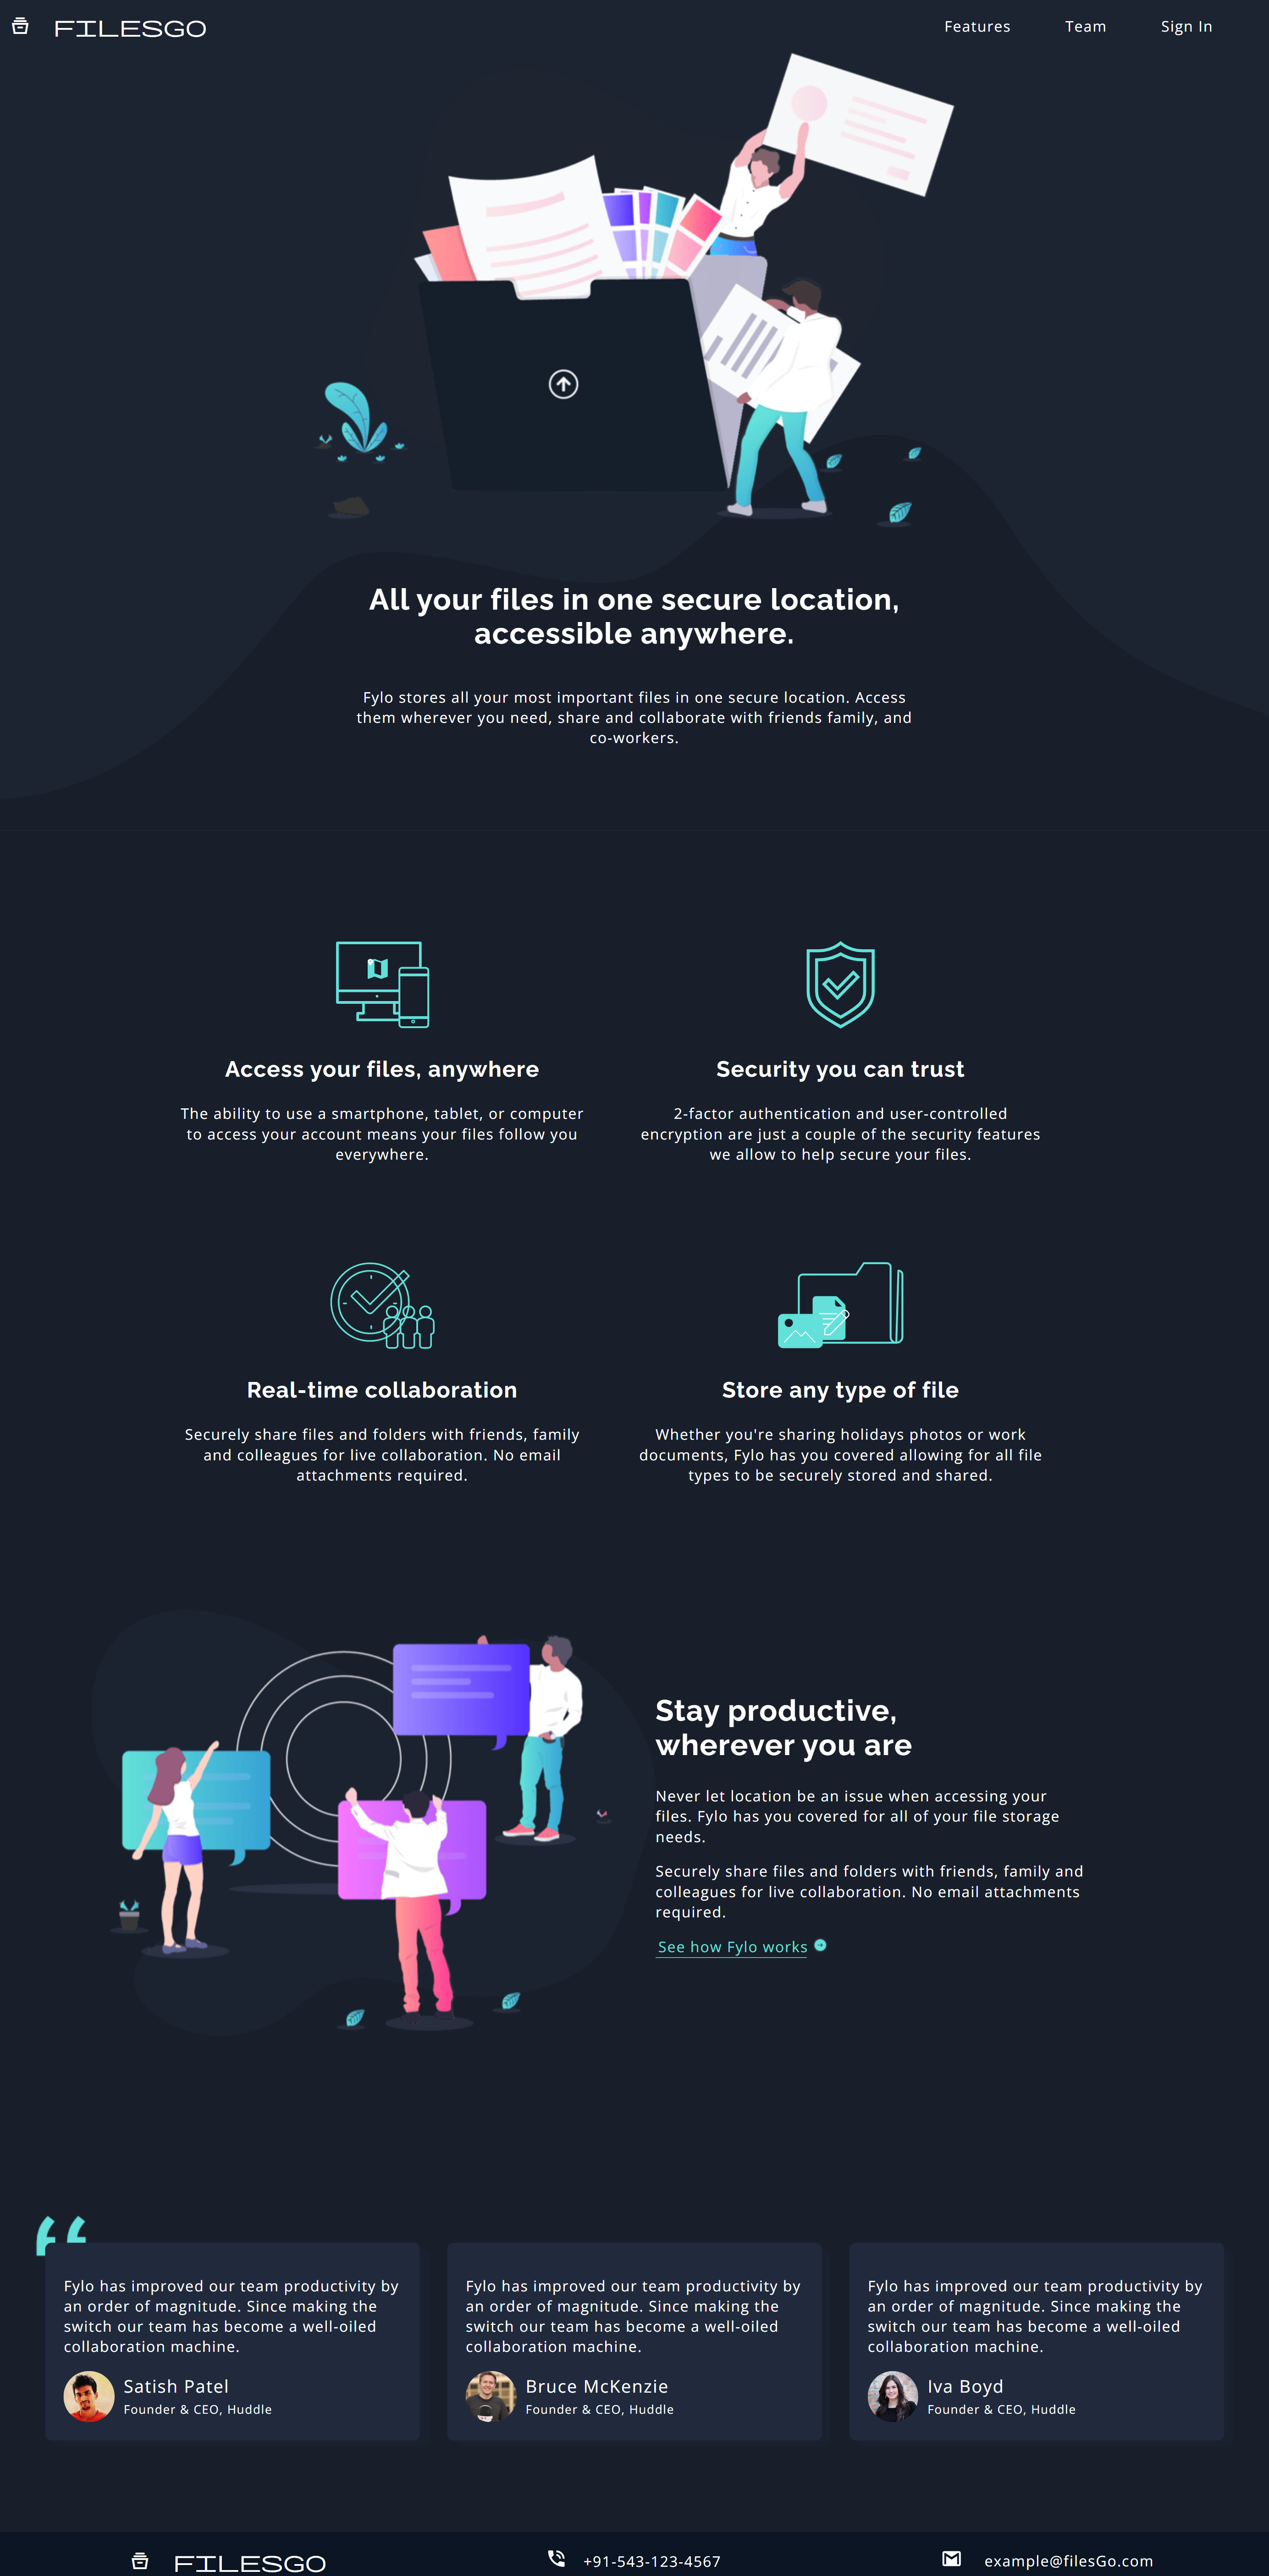 FILESGO
Features
Team
Sign In
All your files in one secure location,
accessible anywhere.
Fylo stores all your most important files in one secure location. Access
them wherever you need, share and collaborate with friends family, and
co-workers.
Access your files, anywhere
The ability to use a smartphone, tablet, or computer
to access your account means your files follow you
everywhere.
Security you can trust
2-factor authentication and user-controlled
encryption are just a couple of the security features
we allow to help secure your files.
Real-time collaboration
Securely share files and folders with friends, family
and colleagues for live collaboration. No email
attachments required.
Store any type of file
Whether you're sharing holidays photos or work
documents, Fylo has you covered allowing for all file
types to be securely stored and shared.
Stay productive,
wherever you are
Never let location be an issue when accessing your
files. Fylo has you covered for all of your file storage
needs.
Securely share files and folders with friends, family and
colleagues for live collaboration. No email attachments
required.
See how Fylo works
Fylo has improved our team productivity by
an order of magnitude. Since making the
switch our team has become a well-oiled
collaboration machine.
Satish Patel
Founder & CEO, Huddle
Fylo has improved our team productivity by
an order of magnitude. Since making the
switch our team has become a well-oiled
collaboration machine.
Bruce McKenzie
Founder & CEO, Huddle
Fylo has improved our team productivity by
an order of magnitude. Since making the
switch our team has become a well-oiled
collaboration machine.
Iva Boyd
Founder & CEO, Huddle
FILESGO
+91-543-123-4567
example@filesGo.com